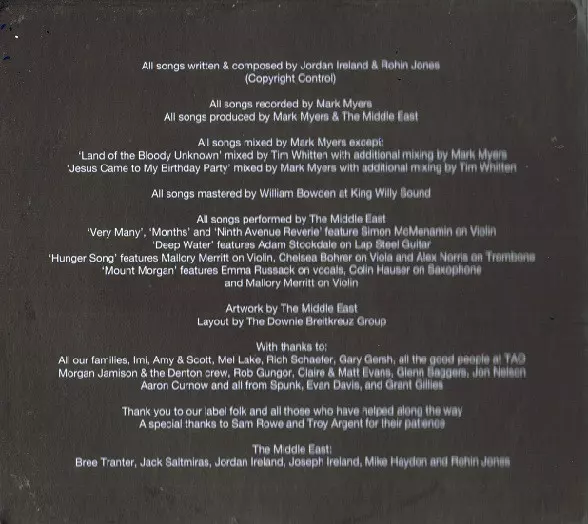 All songs written & composed by Jordan Ireland & Rohin Jones
(Copyright Control)
All songs recorded by Mark Myers
All songs produced by Mark Myers & The Middle East
All songs mixed by Mark Myers except:
'Land of the Bloody Unknown' mixed by Tim Whitten with additional mixing by Mark Myers
'Jesus Came to My Birthday Party' mixed by Mark Myers with additional mixing by Tim Whitten
All songs mastered by William Bowden at King Willy Sound
All songs performed by The Middle East
'Very Many', 'Months' and 'Ninth Avenue Reverie' feature Simon McMenamin on Violin
'Deep Water' features Adam Stockdale on Lap Steel Guitar
'Hunger Song' features Mallory Merritt on Violin, Chelsea Bohrer on Viola and Alex Norris on Trombone
'Mount Morgan' features Emma Russack on vocals, Colin Hauser on Saxophone
and Mallory Merritt on Violin
Artwork by The Middle East
Layout by The Downie Breitkreuz Group
With thanks to:
All our families, Imi, Amy & Scott, Mel Lake, Rich Schaefer, Gary Gersh, all the good people at TAG
Morgan Jamison & the Denton crew, Rob Gungor, Claire & Matt Evans, Glenn Baggers, Jon Nelsen
Aaron Curnow and all from Spunk, Evan Davis, and Grant Gillies
Thank you to our label folk and all those who have helped along the way
A special thanks to Sam Rowe and Troy Argent for their patience
The Middle East:
Bree Tranter, Jack Saltmiras, Jordan Ireland, Joseph Ireland, Mike Haydon and Rohin Jones